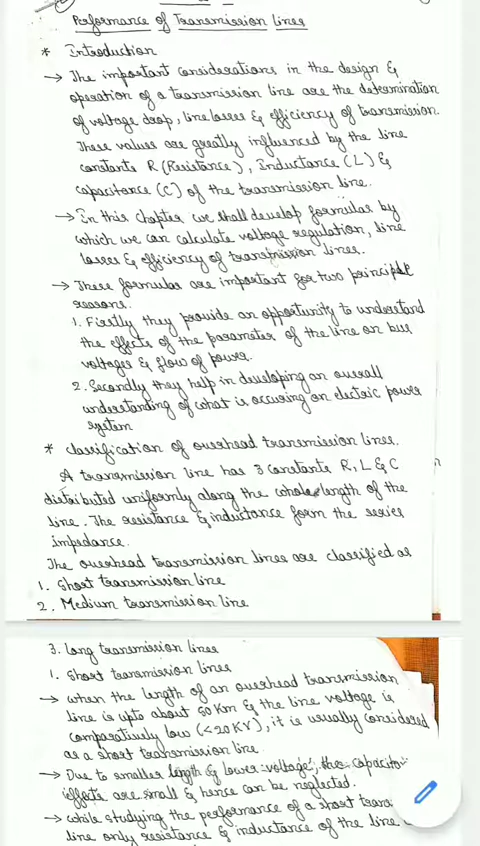 Performance of Transmission Lines
* Introduction
→ The important considerations in the design &
operation of a transmission line are the determination
of voltage drop, line losses & efficiency of transmission.
These values are greatly influenced by the line
constants R (Resistance), Inductance (L) &
capacitance (C) of the transmission line.
→ In this chapter we shall develop formulas by
which we can calculate voltage regulation, line
losses & efficiency of transmission lines.
→ These formulas are important for two principle
reasons.
1. Firstly they provide an opportunity to understand
the effects of the parameter of the line on bus
voltages & flow of power.
2. Secondly they help in developing an overall
understanding of what is occuring on electric power
system
* classification of overhead transmission lines.
A transmission line has 3 constants R, L & C
distributed uniformly along the whole length of the
line. The resistance & inductance form the series
impedance.
The overhead transmission lines are classified as
1. Short transmission line
2. Medium transmission line
3. Long transmission lines
1. Short transmission lines
→ when the length of an overhead transmission
line is upto about 50 Km & the line voltage is
comparatively low (<20KV), it is usually considered
as a short transmission line.
→ Due to smaller length & lower voltage, the capacito
effects are small & hence can be neglected.
→ while studying the performance of a short trans
line only resistance & inductance of the line